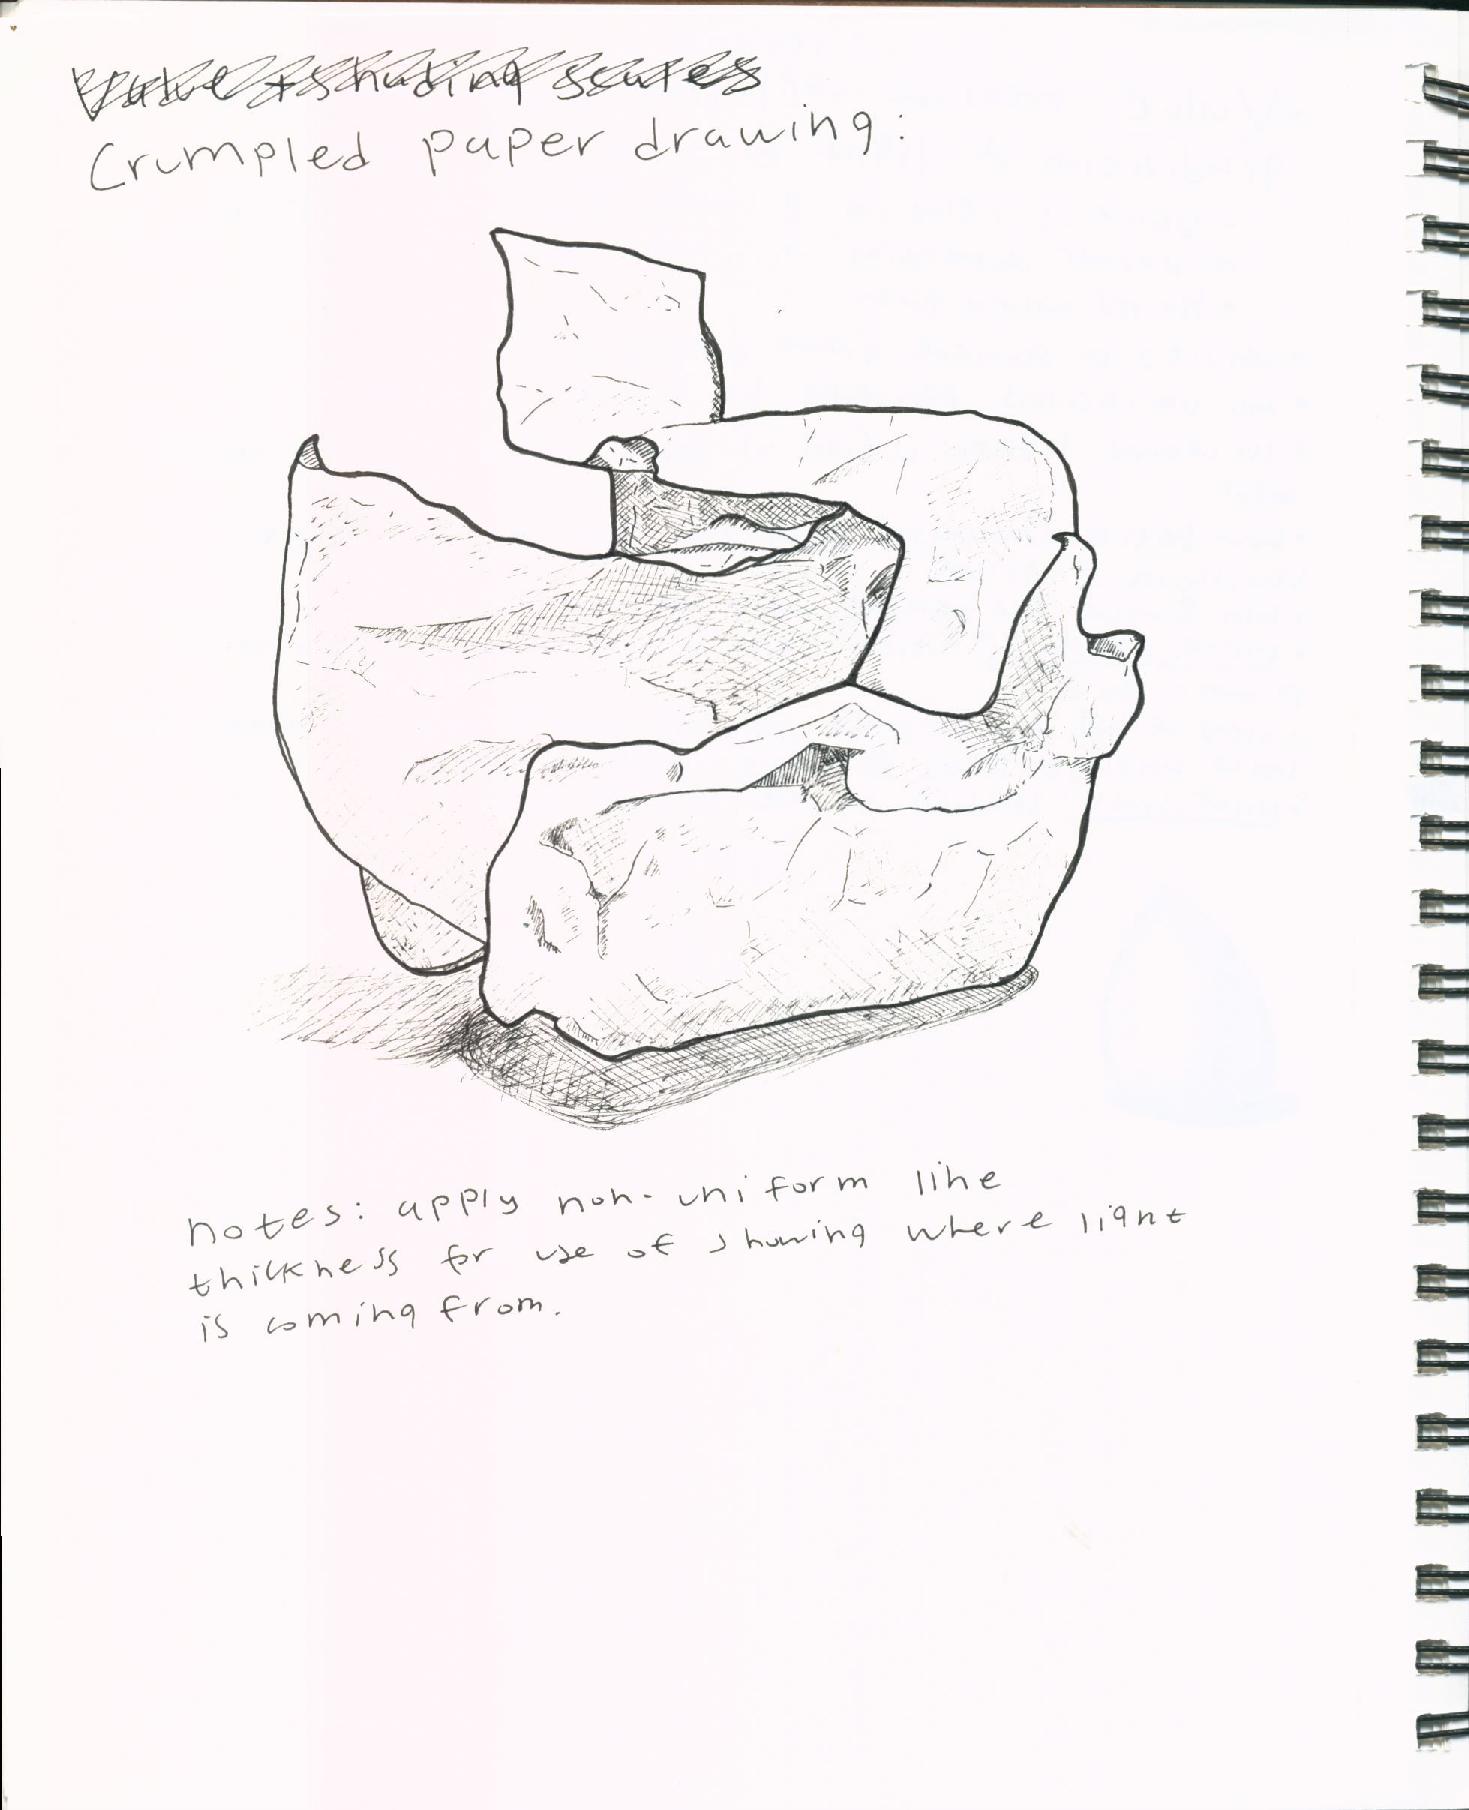 Value + shading scales
Crumpled paper drawing:
notes: apply non-uniform line
thickness for use of showing where light
is coming from.